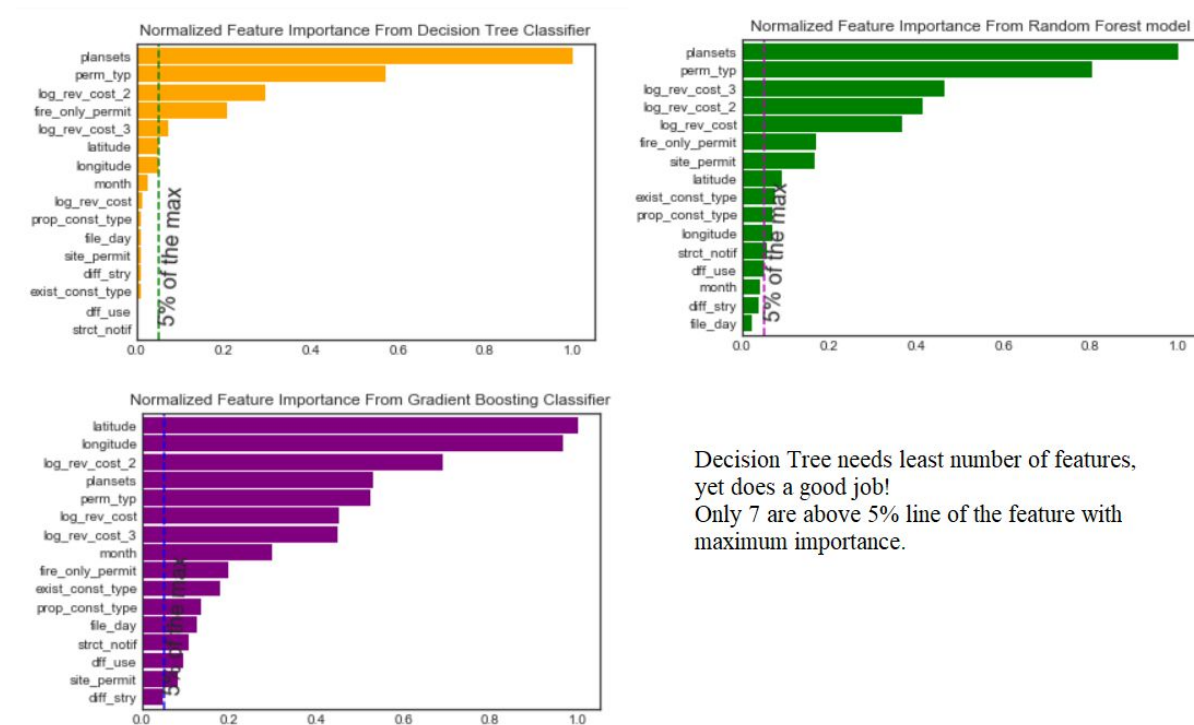 Normalized Feature Importance From Decision Tree Classifier
plansets
perm_typ
log_rev_cost_2
fire_only_permit
log_rev_cost_3
latitude
longitude
month
log_rev_cost
prop_const_type
file_day
site_permit
diff_stry
exist_const_type
dff_use
strct_notif
5% of the max
0.0 0.2 0.4 0.6 0.8 1.0
Normalized Feature Importance From Random Forest model
plansets
perm_typ
log_rev_cost_3
log_rev_cost_2
log_rev_cost
fire_only_permit
site_permit
latitude
exist_const_type
prop_const_type
longitude
strct_notif
dff_use
month
diff_stry
file_day
5% of the max
0.0 0.2 0.4 0.6 0.8 1.0
Normalized Feature Importance From Gradient Boosting Classifier
latitude
longitude
log_rev_cost_2
plansets
perm_typ
log_rev_cost
log_rev_cost_3
month
fire_only_permit
exist_const_type
prop_const_type
file_day
strct_notif
dff_use
site_permit
diff_stry
5% of the max
0.0 0.2 0.4 0.6 0.8 1.0
Decision Tree needs least number of features,
yet does a good job!
Only 7 are above 5% line of the feature with
maximum importance.